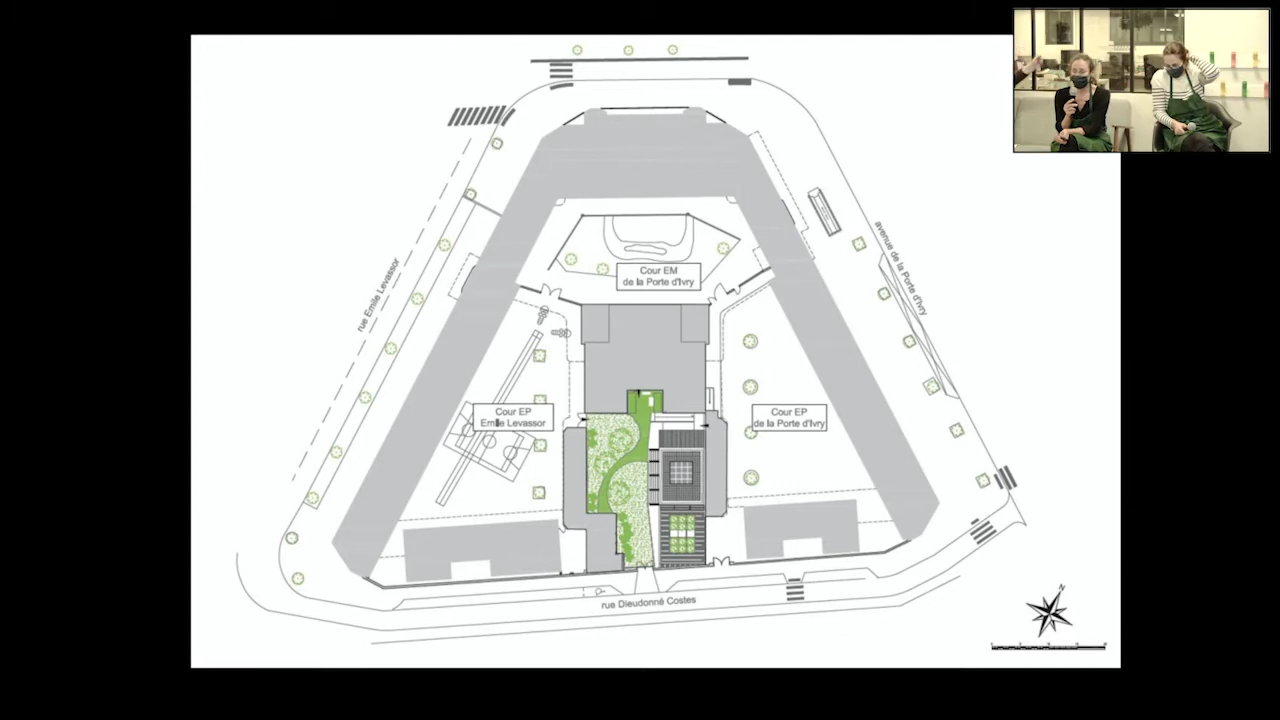 rue Emile Levassor
avenue de la Porte d'Ivry
Cour EM
de la Porte d'Ivry
Cour EP
Emile Levassor
Cour EP
de la Porte d'Ivry
rue Dieudonné Costes
N